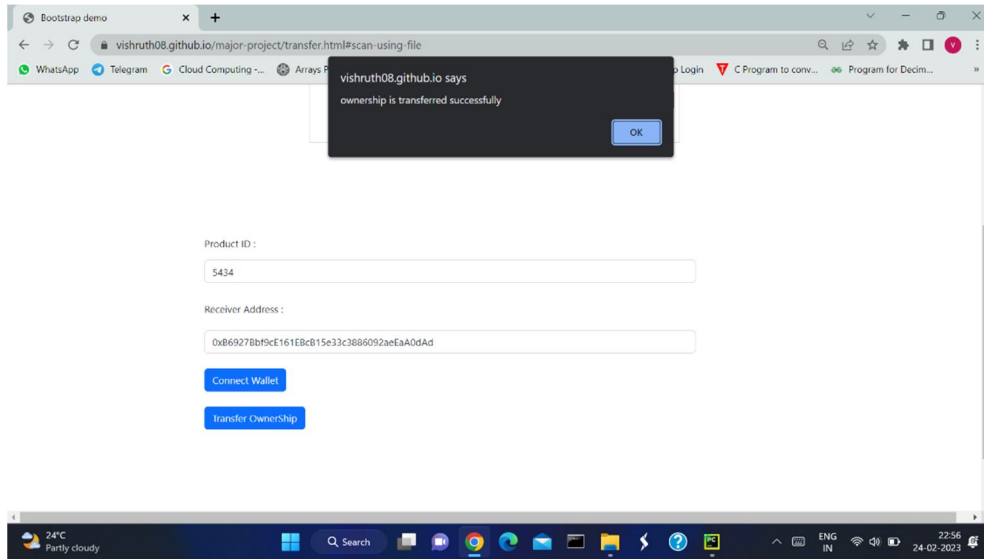 Bootstrap demo
vishruth08.github.io/major-project/transfer.html#scan-using-file
WhatsApp Telegram Cloud Computing -... Arrays Login C Program to conv... Program for Decim... »
vishruth08.github.io says
ownership is transferred successfully
OK
Product ID :
5434
Receiver Address :
0xB6927Bbf9cE161EBcB15e33c3886092aeEaA0dAd
Connect Wallet
Transfer OwnerShip
24°C
Partly cloudy
Search
ENG
IN
22:56
24-02-2023